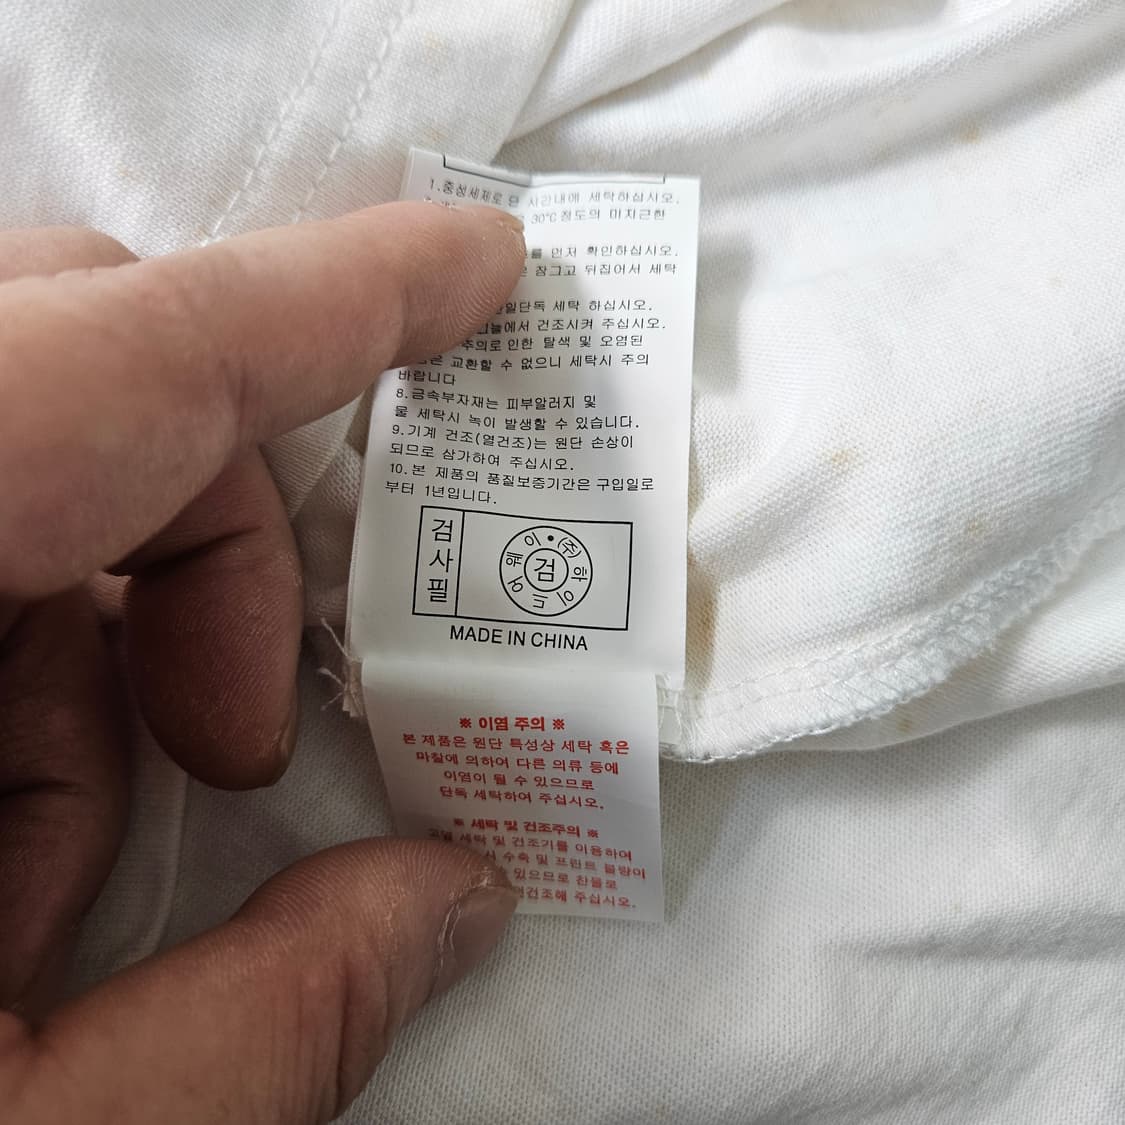 1.중성세제로 단 시간내에 세탁하십시오.
30℃정도의 미지근한
먼저 확인하십시오.
잠그고 뒤집어서 세탁
세탁 하십시오.
건조시켜 주십시오.
인한 탈색 및 오염된
교환할 수 없으니 세탁시 주의
바랍니다
8.금속부자재는 피부알러지 및
물 세탁시 녹이 발생할 수 있습니다.
9.기계 건조(열건조)는 원단 손상이
되므로 삼가하여 주십시오.
10.본 제품의 품질보증기간은 구입일로
부터 1년입니다.
검사필
검
(주)와이드웨이
MADE IN CHINA
※ 이염 주의 ※
본 제품은 원단 특성상 세탁 혹은
마찰에 의하여 다른 의류 등에
이염이 될 수 있으므로
단독 세탁하여 주십시오.
※ 세탁 및 건조주의 ※
고열 세탁 및 건조기를 이용하여
시 수축 및 프린트 불량이
있으므로 찬물로
주십시오.